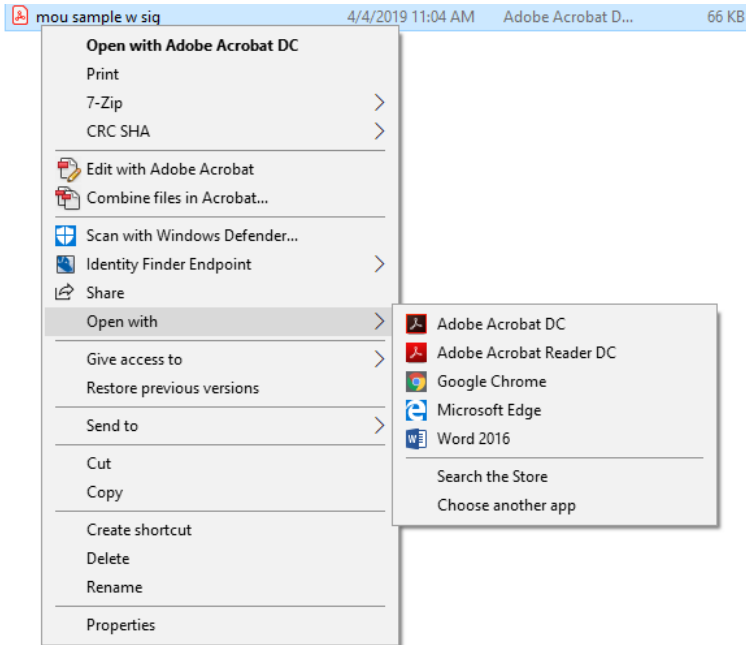 mou sample w sig 4/4/2019 11:04 AM Adobe Acrobat D... 66 KB
Open with Adobe Acrobat DC
Print
7-Zip
CRC SHA
Edit with Adobe Acrobat
Combine files in Acrobat...
Scan with Windows Defender...
Identity Finder Endpoint
Share
Open with
Give access to
Restore previous versions
Send to
Cut
Copy
Create shortcut
Delete
Rename
Properties
Adobe Acrobat DC
Adobe Acrobat Reader DC
Google Chrome
Microsoft Edge
Word 2016
Search the Store
Choose another app